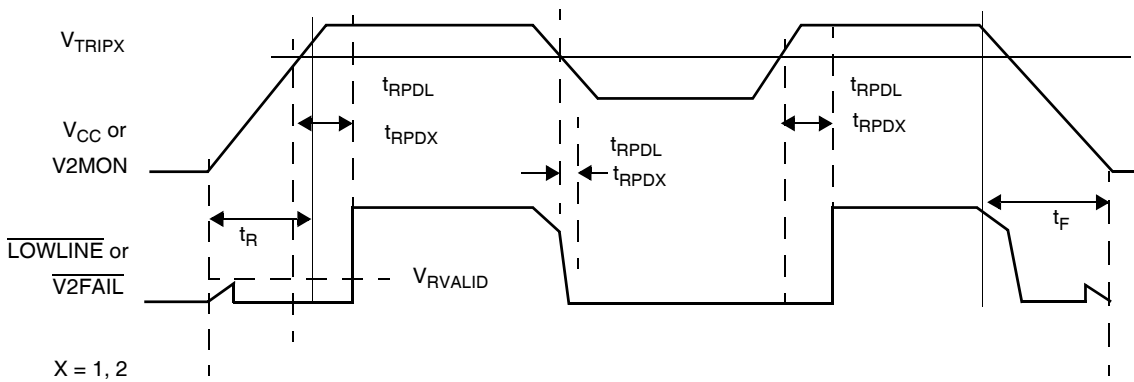 VTRIPX
tRPDL
tRPDX
tRPDL
tRPDX
VCC or
V2MON
tRPDL
tRPDX
tR
tF
LOWLINE or
V2FAIL
VRVALID
X = 1, 2